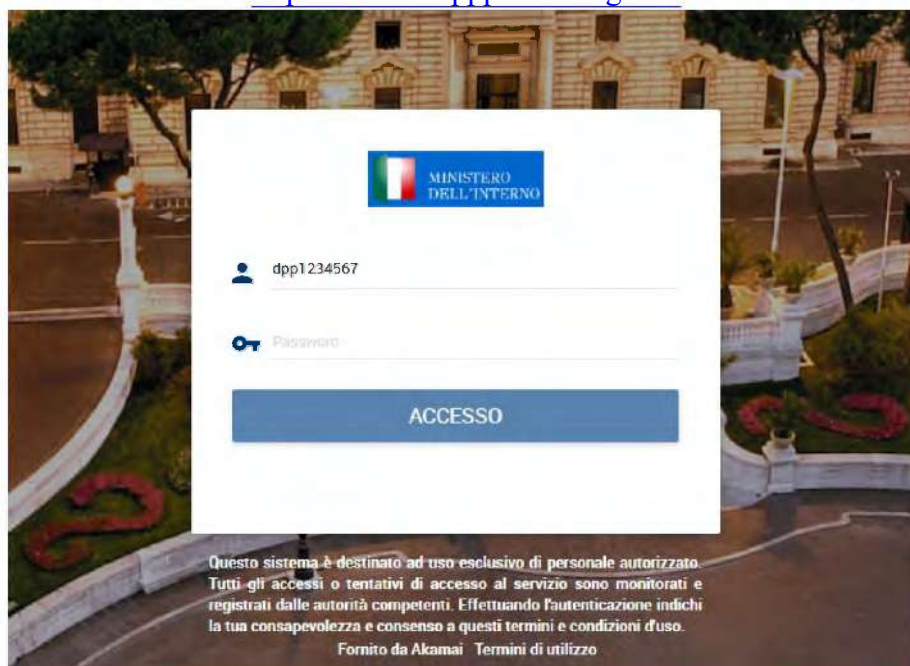 MINISTERO
DELL'INTERNO
dpp1234567
Password
ACCESSO
Questo sistema è destinato ad uso esclusivo di personale autorizzato.
Tutti gli accessi o tentativi di accesso al servizio sono monitorati e
registrati dalle autorità competenti. Effettuando l'autenticazione indichi
la tua consapevolezza e consenso a questi termini e condizioni d'uso.
Fornito da Akamai Termini di utilizzo